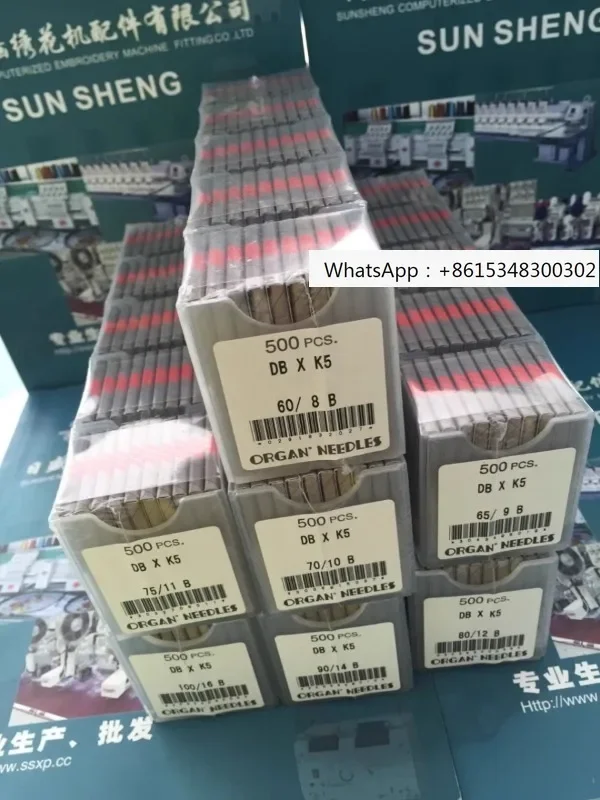 绣花机配件有限公司
COMPUTERIZED EMBROIDERY MACHINE FITTING CO.,LTD
SUN SHENG
SUNSHENG COMPUTERIZED
SUN SHENG
WhatsApp：+8615348300302
500 PCS.
DB X K5
60/ 8 B
ORGAN NEEDLES
500 PCS.
DB X K5
65/ 9 B
ORGAN NEEDLES
500 PCS.
DB X K5
75/11 B
ORGAN NEEDLES
500 PCS.
DB X K5
70/10 B
ORGAN NEEDLES
500 PCS.
DB X K5
80/12 B
500 PCS.
DB X K5
100/16 B
ORGAN NEEDLES
500 PCS.
DB X K5
90/14 B
ORGAN NEEDLES
专业生
Http://www.
业生产、批发
www.ssxp.cc